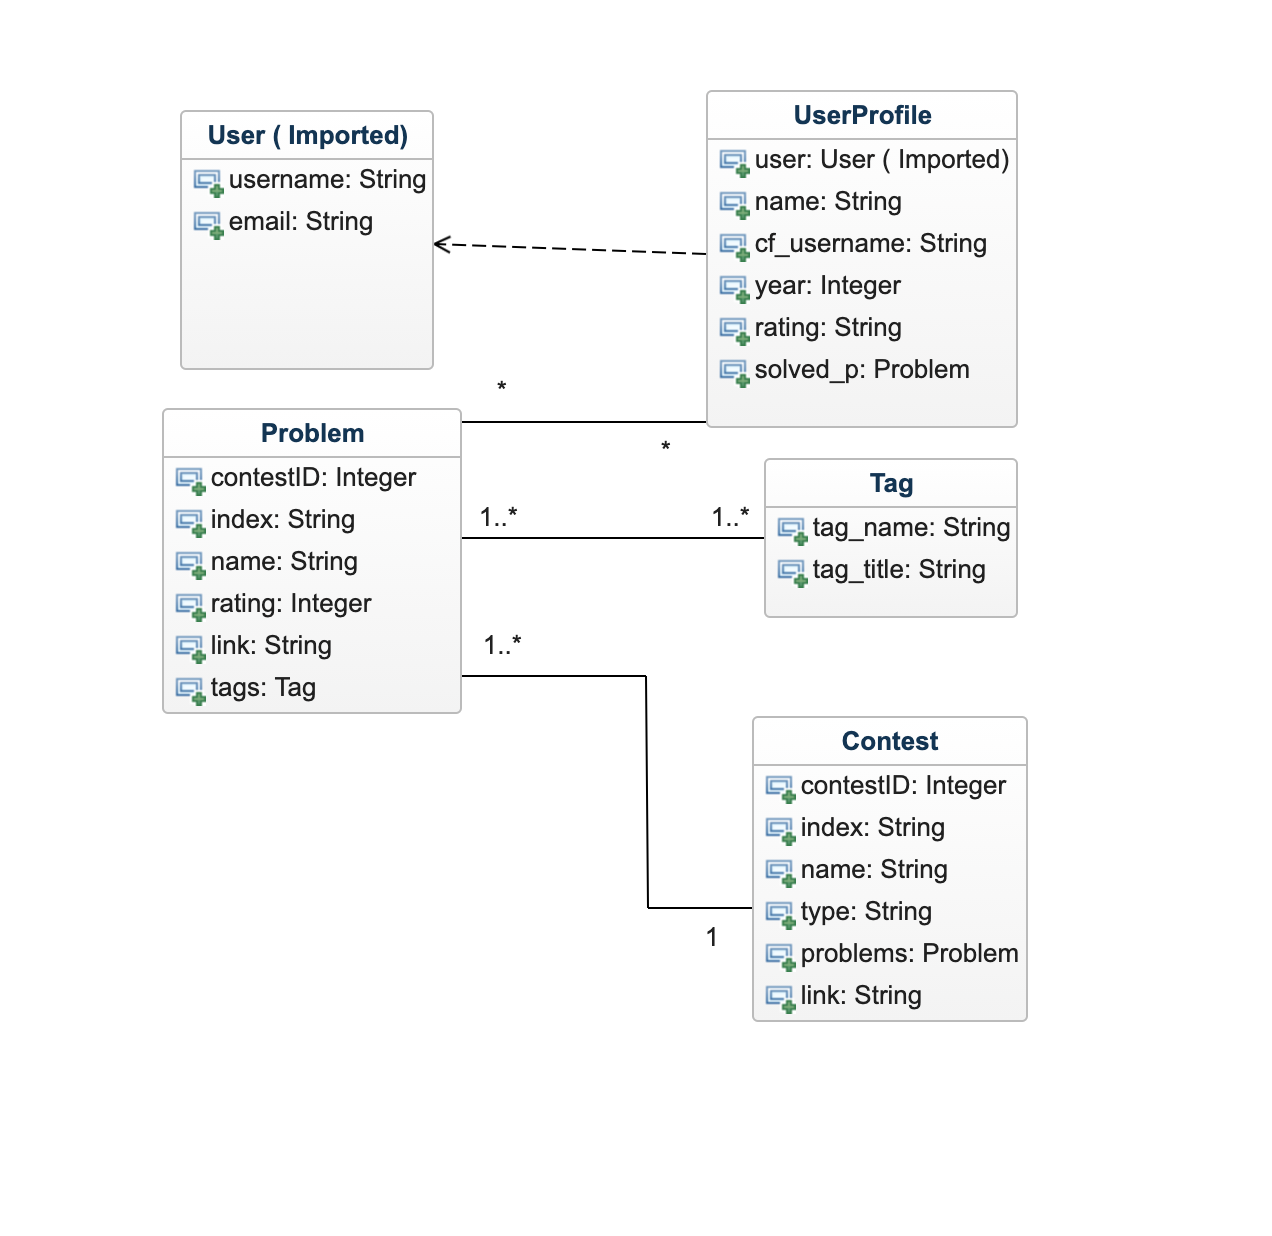 User ( Imported)
username: String
email: String
UserProfile
user: User ( Imported)
name: String
cf_username: String
year: Integer
rating: String
solved_p: Problem
*
*
Problem
contestID: Integer
index: String
name: String
rating: Integer
link: String
tags: Tag
1..*
1..*
Tag
tag_name: String
tag_title: String
1..*
1
Contest
contestID: Integer
index: String
name: String
type: String
problems: Problem
link: String